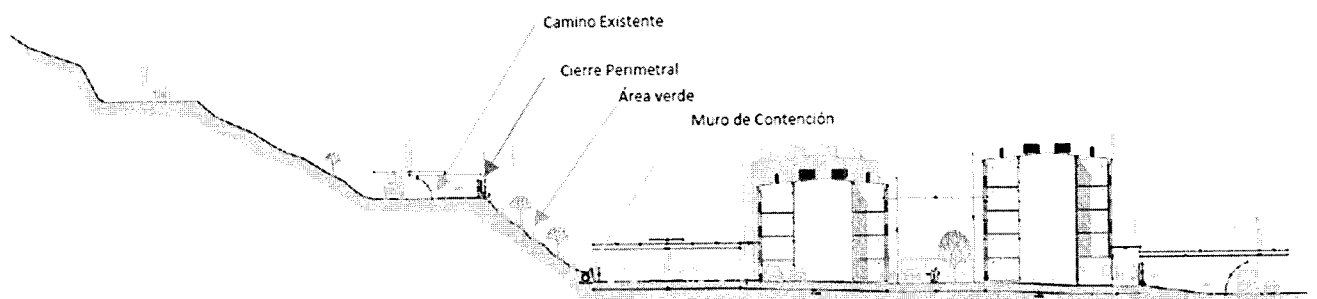 Camino Existente
Cierre Perimetral
Área verde
Muro de Contención